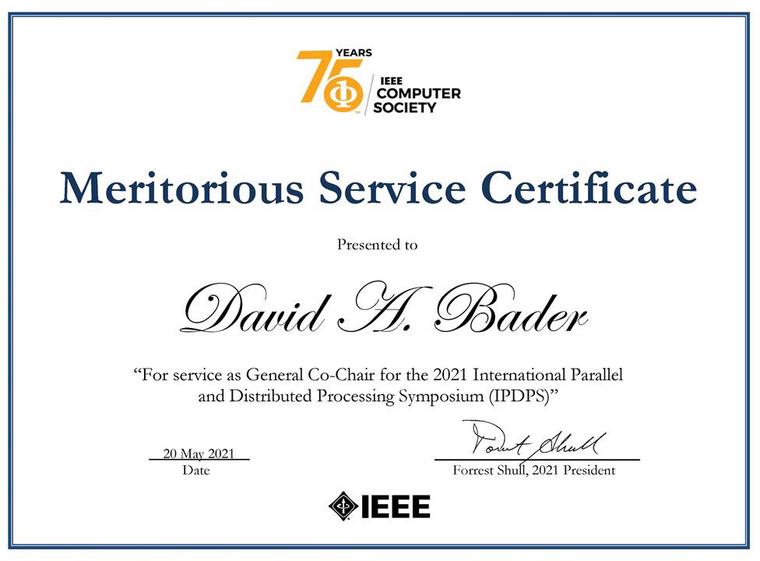 75 YEARS
IEEE
COMPUTER
SOCIETY
Meritorious Service Certificate
Presented to
David A. Bader
“For service as General Co-Chair for the 2021 International Parallel
and Distributed Processing Symposium (IPDPS)”
20 May 2021
Date
Forrest Shull
Forrest Shull, 2021 President
IEEE